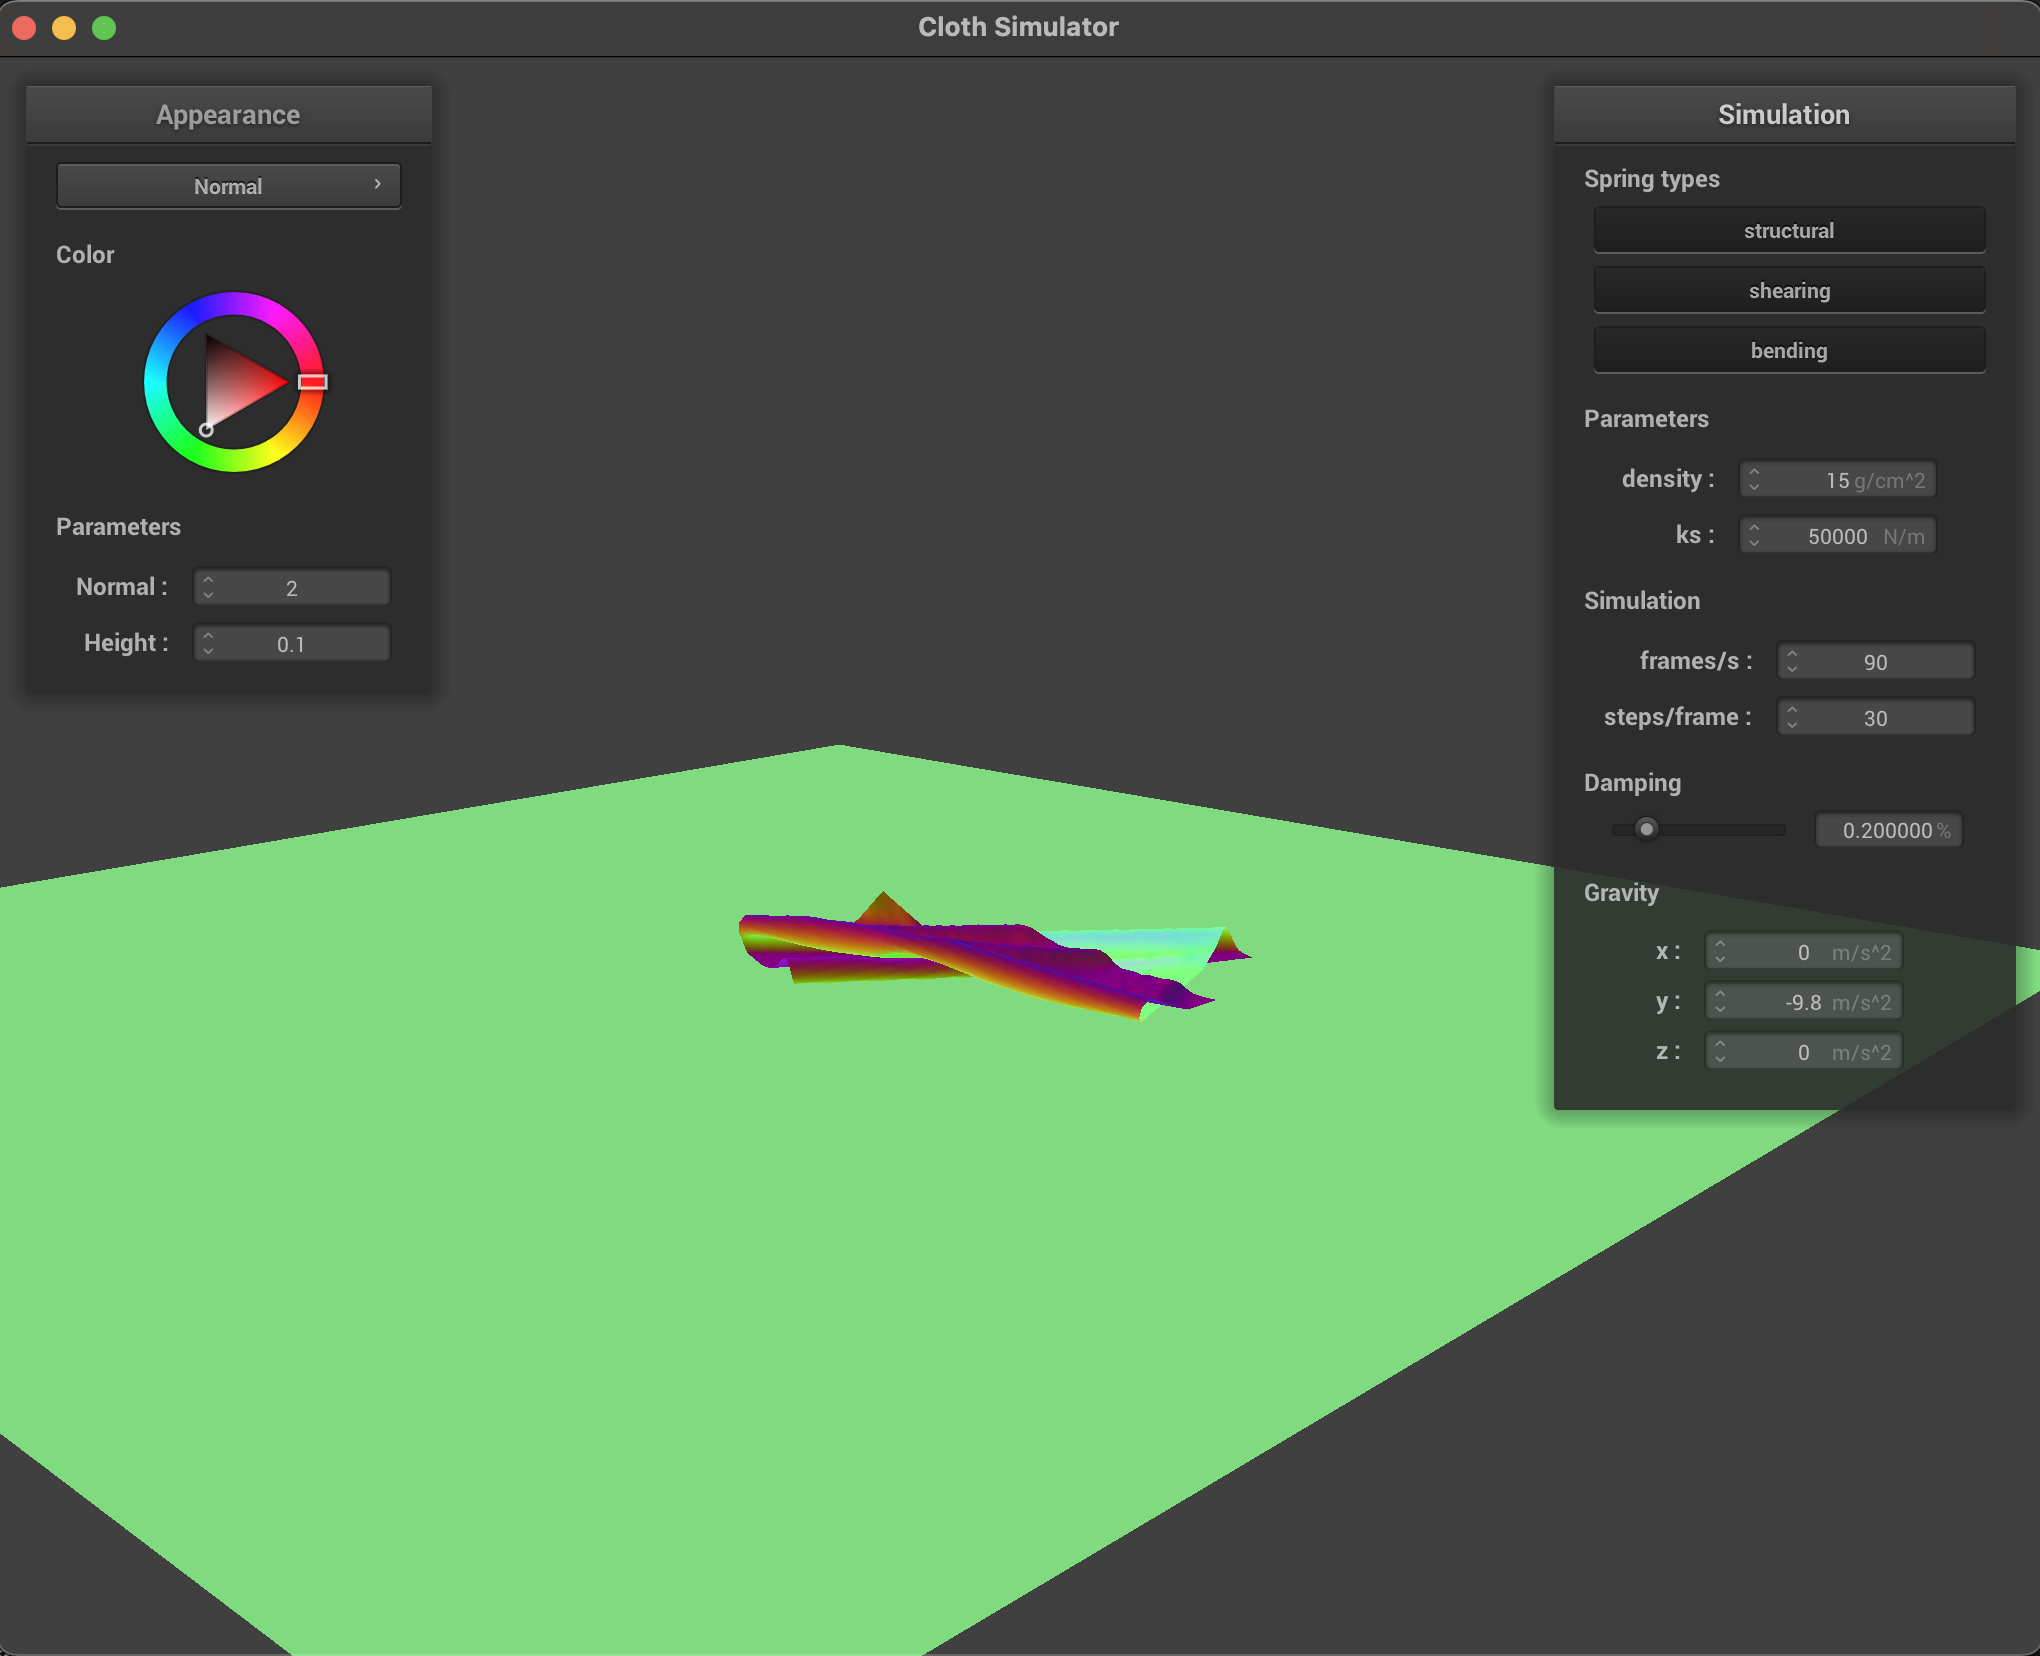 Cloth Simulator
Appearance
Normal
Color
Parameters
Normal : 2
Height : 0.1
Simulation
Spring types
structural
shearing
bending
Parameters
density : 15 g/cm^2
ks : 50000 N/m
Simulation
frames/s : 90
steps/frame : 30
Damping
0.200000 %
Gravity
x : 0 m/s^2
y : -9.8 m/s^2
z : 0 m/s^2